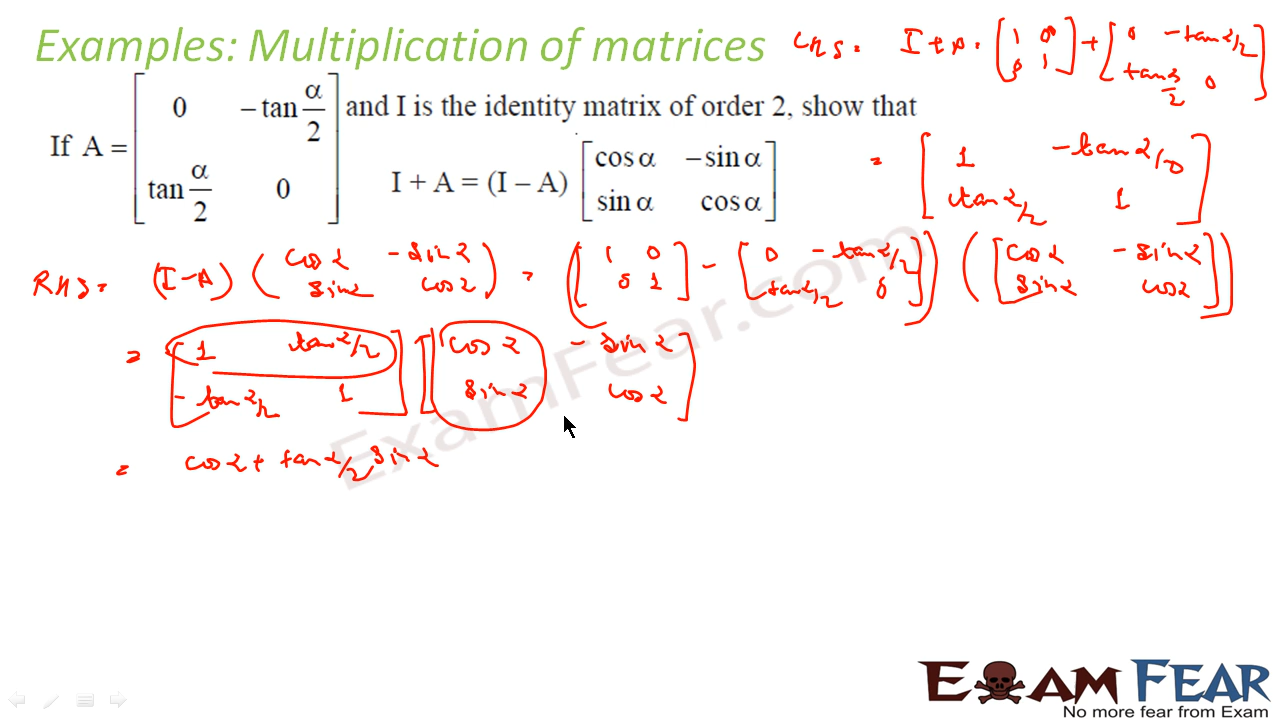 Examples: Multiplication of matrices
LHS = I + A = [1 0 0 1] + [0 -tan α/2 tan α/2 0]
If A = [0 -tan α/2 tan α/2 0] and I is the identity matrix of order 2, show that
I + A = (I – A) [cos α -sin α sin α cos α]
= [1 -tan α/2 tan α/2 1]
RHS = (I-A) (cos α -sin α sin α cos α) = ([1 0 0 1] - [0 -tan α/2 tan α/2 0]) ([cos α -sin α sin α cos α])
= [1 tan α/2 -tan α/2 1] [cos α -sin α sin α cos α]
= cos α + tan α/2 sin α
ExamFear.com
EXAM FEAR
No more fear from Exam